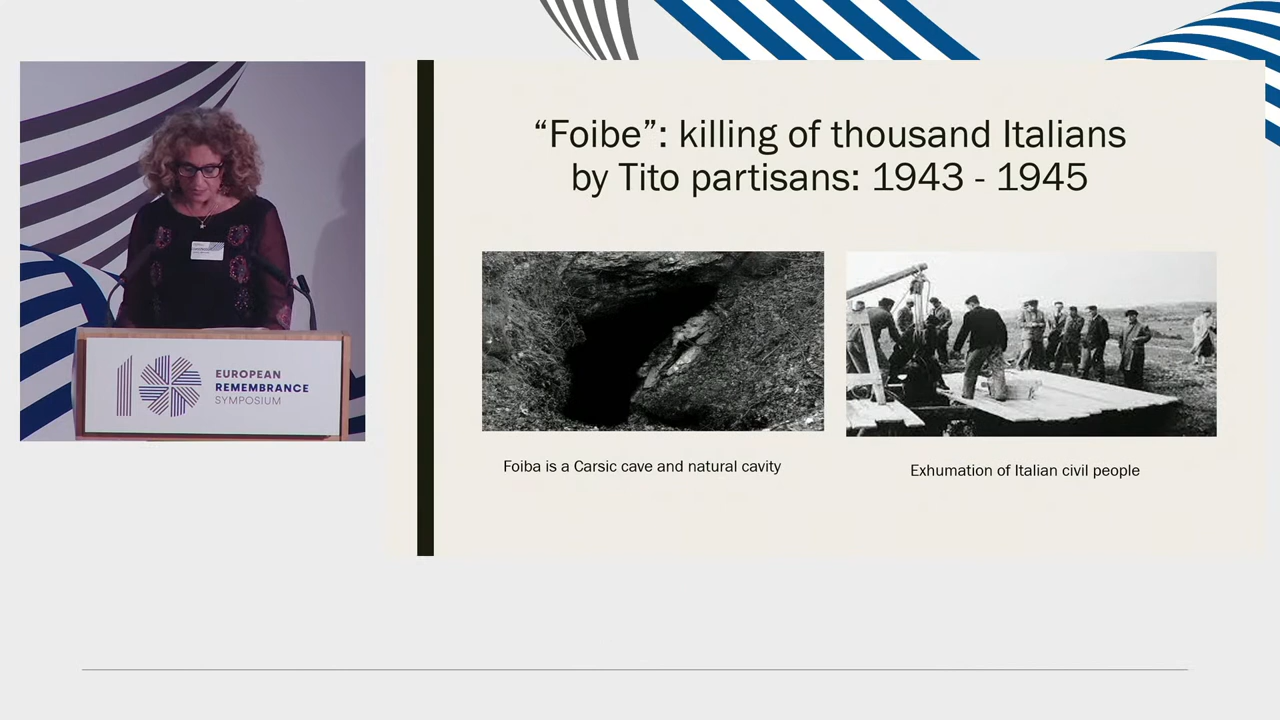 “Foibe”: killing of thousand Italians
by Tito partisans: 1943 - 1945
Foiba is a Carsic cave and natural cavity
Exhumation of Italian civil people
10
EUROPEAN
REMEMBRANCE
SYMPOSIUM